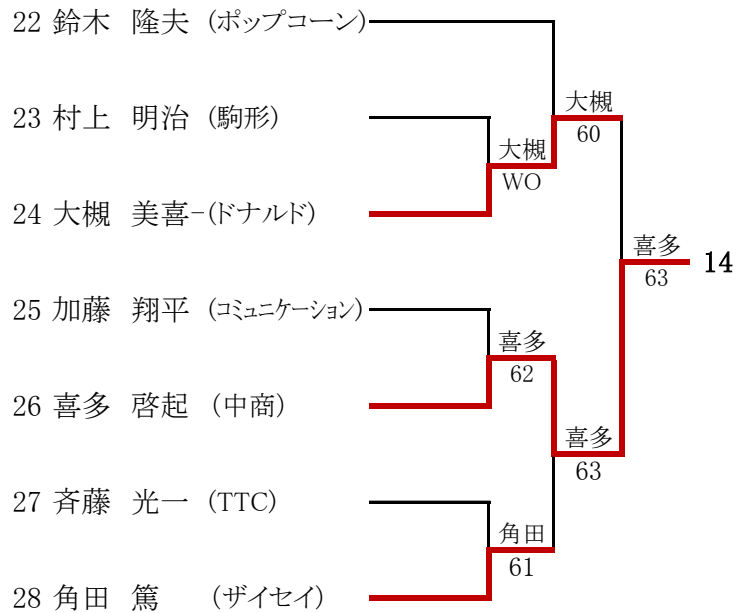 22 鈴木 隆夫 (ポップコーン)
大槻
60
23 村上 明治 (駒形)
大槻
WO
24 大槻 美喜-(ドナルド)
喜多
63
14
25 加藤 翔平 (コミュニケーション)
喜多
62
26 喜多 啓起 (中商)
喜多
63
27 斉藤 光一 (TTC)
角田
61
28 角田 篤 (ザイセイ)